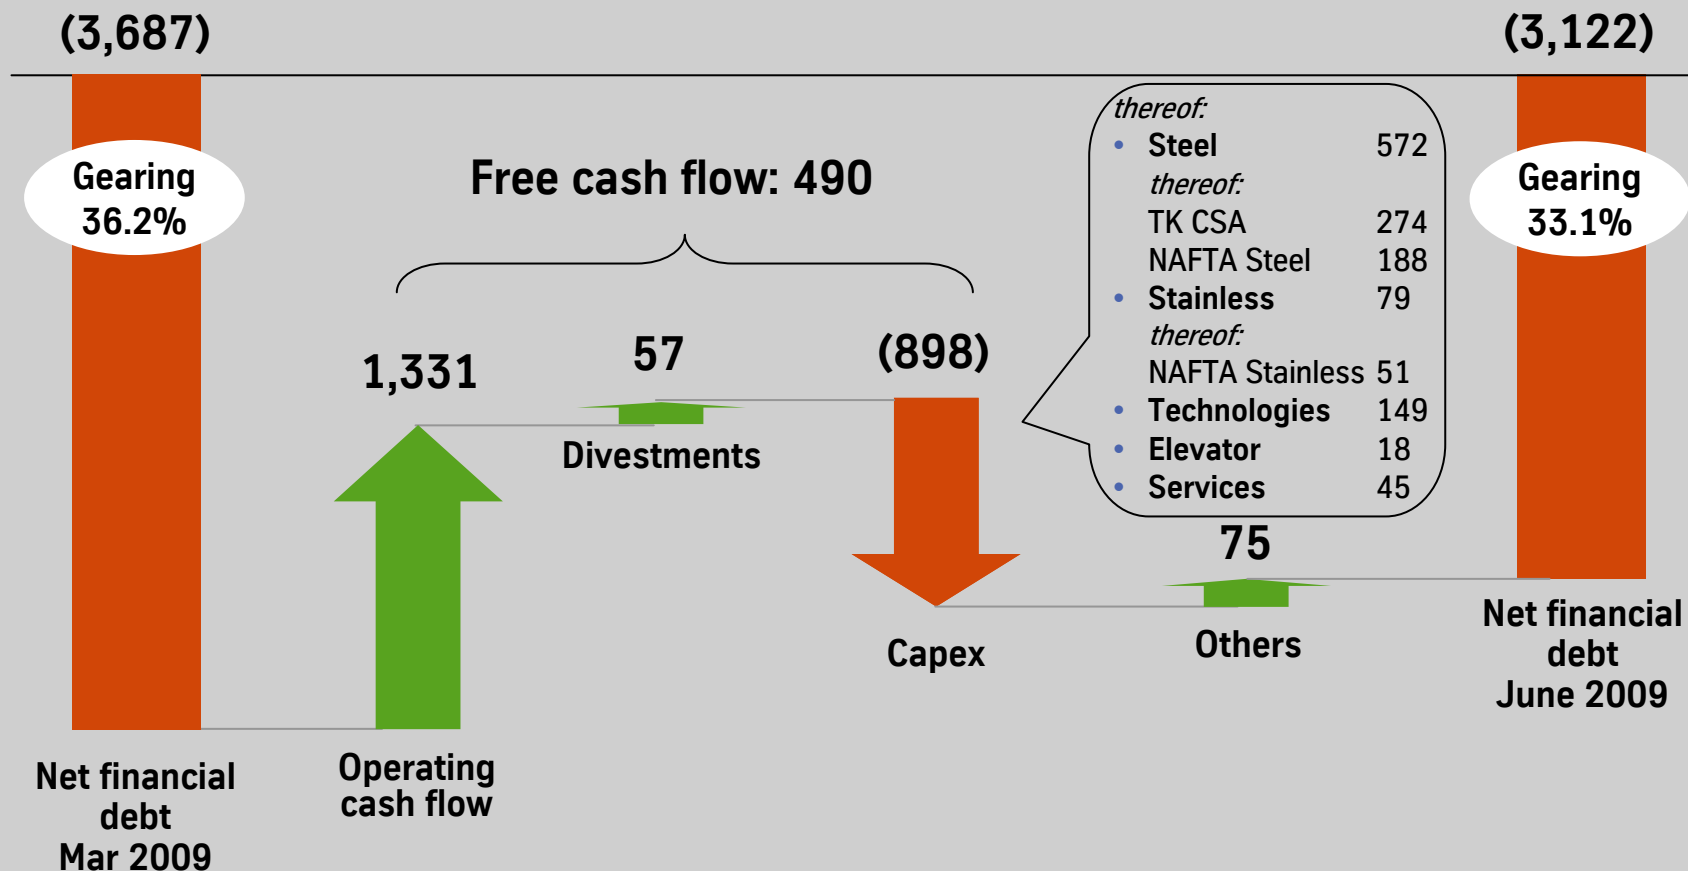 (3,687)
Gearing
36.2%
Net financial
debt
Mar 2009
Free cash flow: 490
1,331
Operating
cash flow
57
Divestments
(898)
Capex
thereof:
• Steel 572
thereof:
TK CSA 274
NAFTA Steel 188
• Stainless 79
thereof:
NAFTA Stainless 51
• Technologies 149
• Elevator 18
• Services 45
75
Others
(3,122)
Gearing
33.1%
Net financial
debt
June 2009